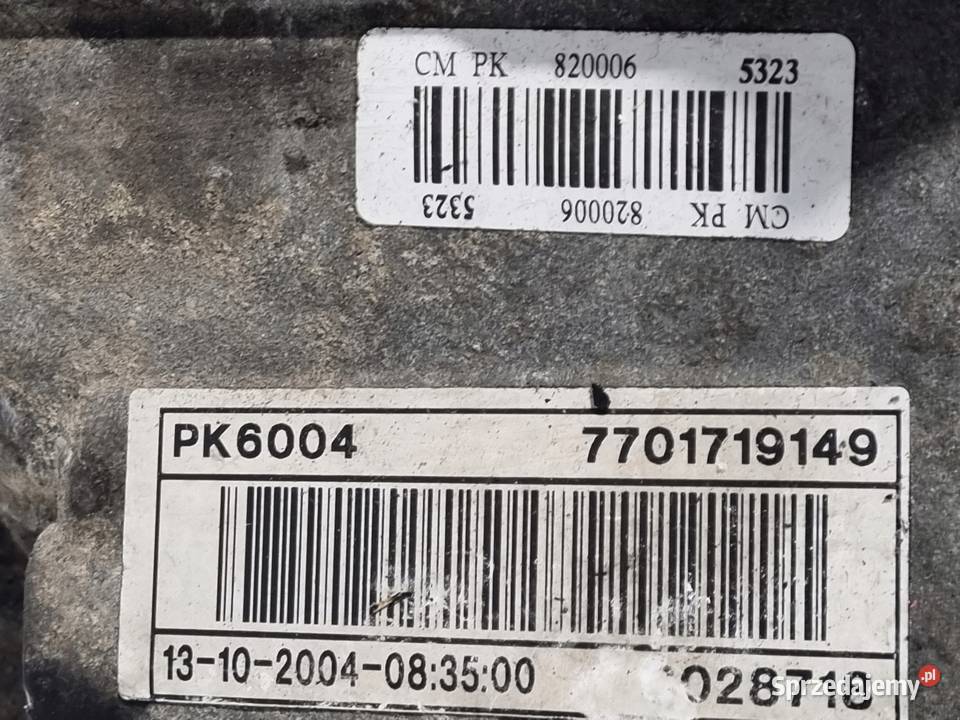 CM PK 820006 5323
CM PK 820006 5323
PK6004 7701719149
13-10-2004-08:35:00
Sprzedajemy.pl